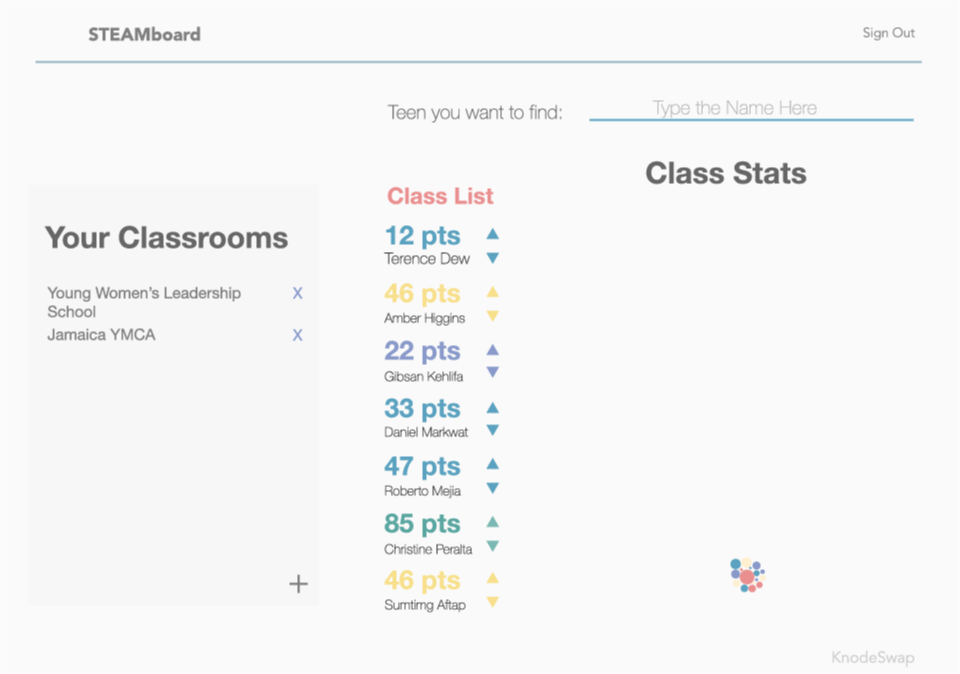 STEAMboard
Sign Out
Teen you want to find:
Type the Name Here
Class Stats
Your Classrooms
Young Women's Leadership
School
X
Jamaica YMCA
X
+
Class List
12 pts
Terence Dew
46 pts
Amber Higgins
22 pts
Gibsan Kehlifa
33 pts
Daniel Markwat
47 pts
Roberto Mejia
85 pts
Christine Peralta
46 pts
Sumtimg Aftap
KnodeSwap